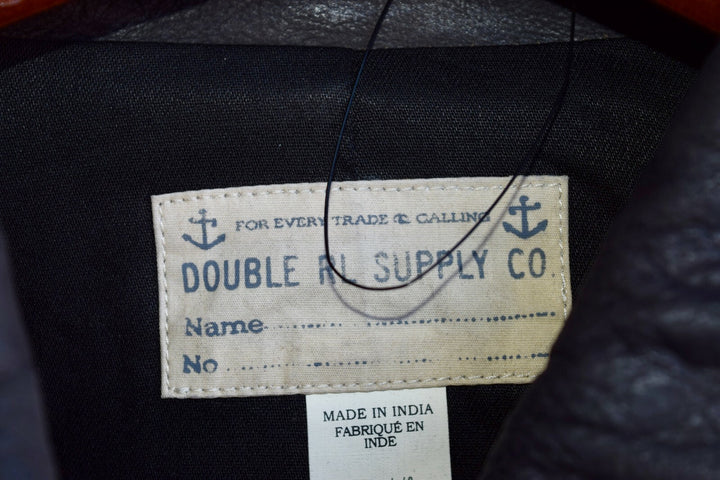 FOR EVERY TRADE & CALLING
DOUBLE RL SUPPLY CO.
Name
No
MADE IN INDIA
FABRIQUÉ EN
INDE